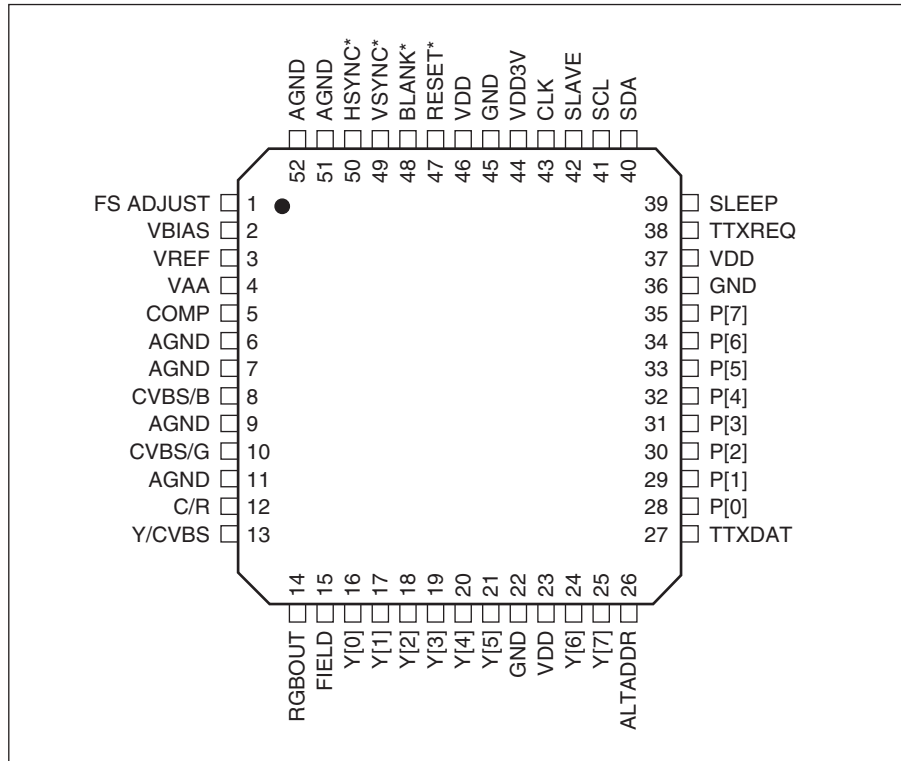 AGND
AGND
HSYNC*
VSYNC*
BLANK*
RESET*
VDD
GND
VDD3V
CLK
SLAVE
SCL
SDA
52
51
50
49
48
47
46
45
44
43
42
41
40
FS ADJUST 1
VBIAS 2
VREF 3
VAA 4
COMP 5
AGND 6
AGND 7
CVBS/B 8
AGND 9
CVBS/G 10
AGND 11
C/R 12
Y/CVBS 13
39 SLEEP
38 TTXREQ
37 VDD
36 GND
35 P[7]
34 P[6]
33 P[5]
32 P[4]
31 P[3]
30 P[2]
29 P[1]
28 P[0]
27 TTXDAT
14
15
16
17
18
19
20
21
22
23
24
25
26
RGBOUT
FIELD
Y[0]
Y[1]
Y[2]
Y[3]
Y[4]
Y[5]
GND
VDD
Y[6]
Y[7]
ALTADDR